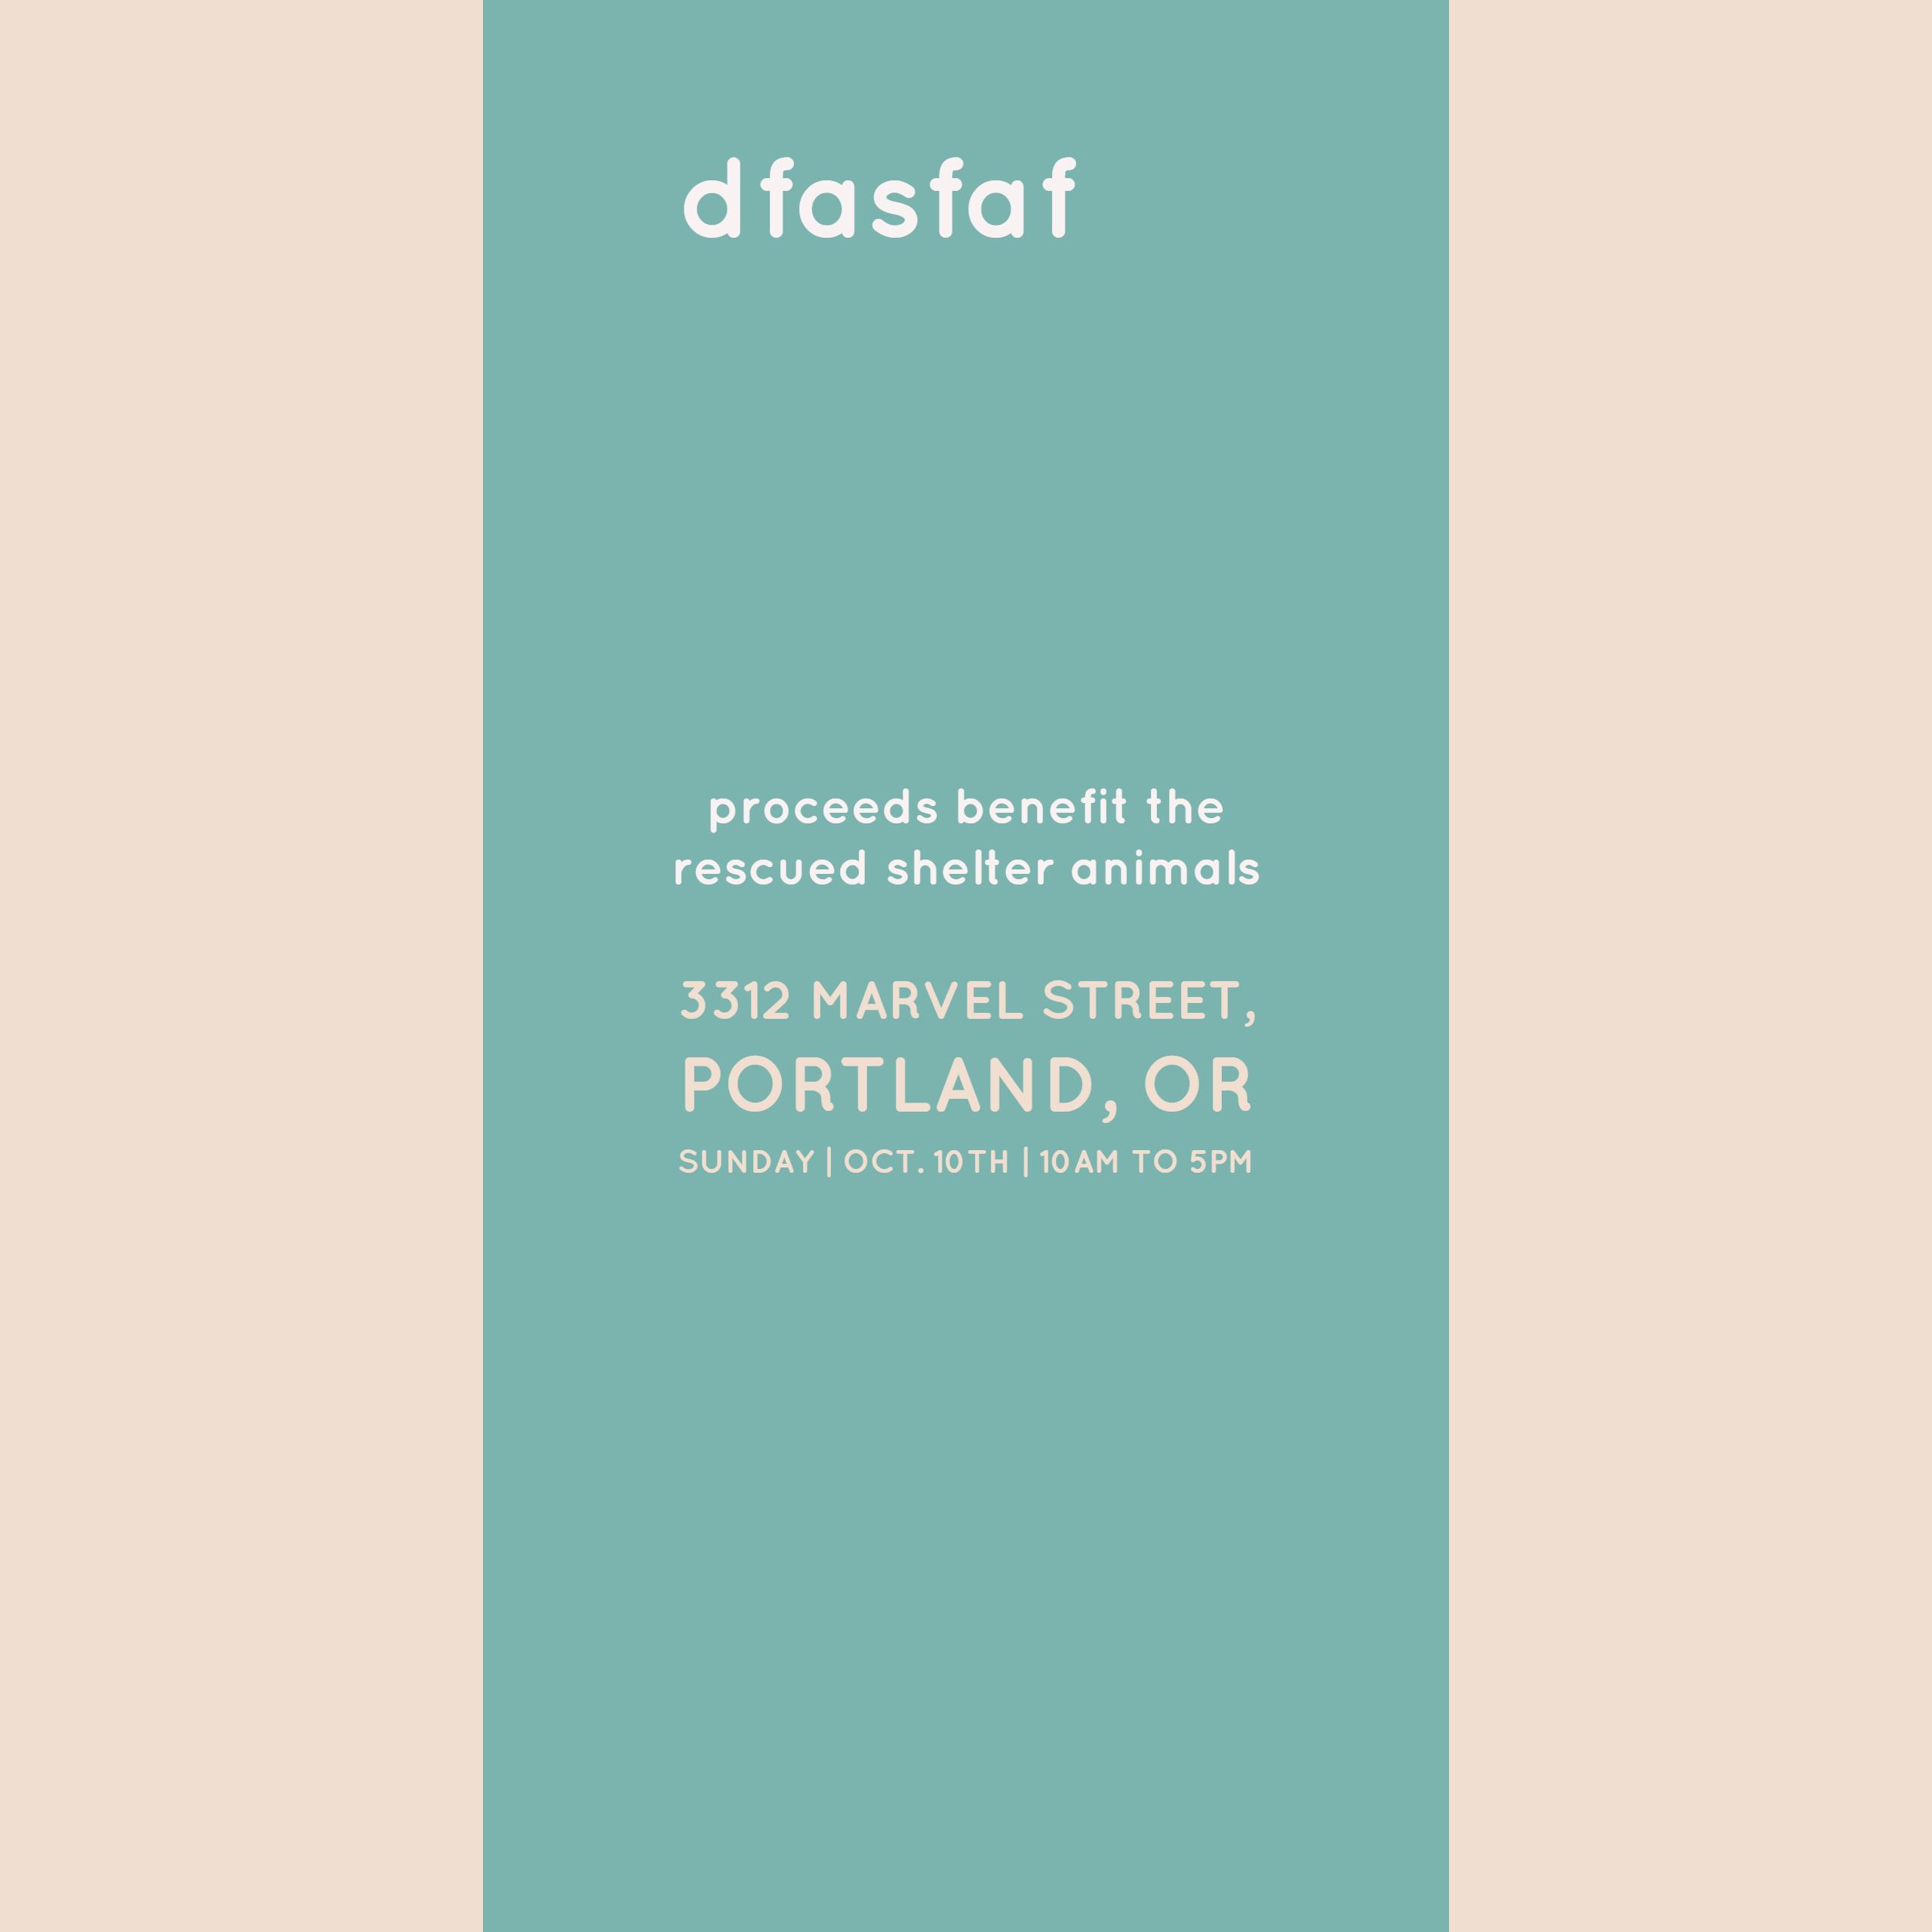 dfasfaf
proceeds benefit the
rescued shelter animals
3312 MARVEL STREET,
PORTLAND, OR
SUNDAY | OCT. 10TH | 10AM TO 5PM